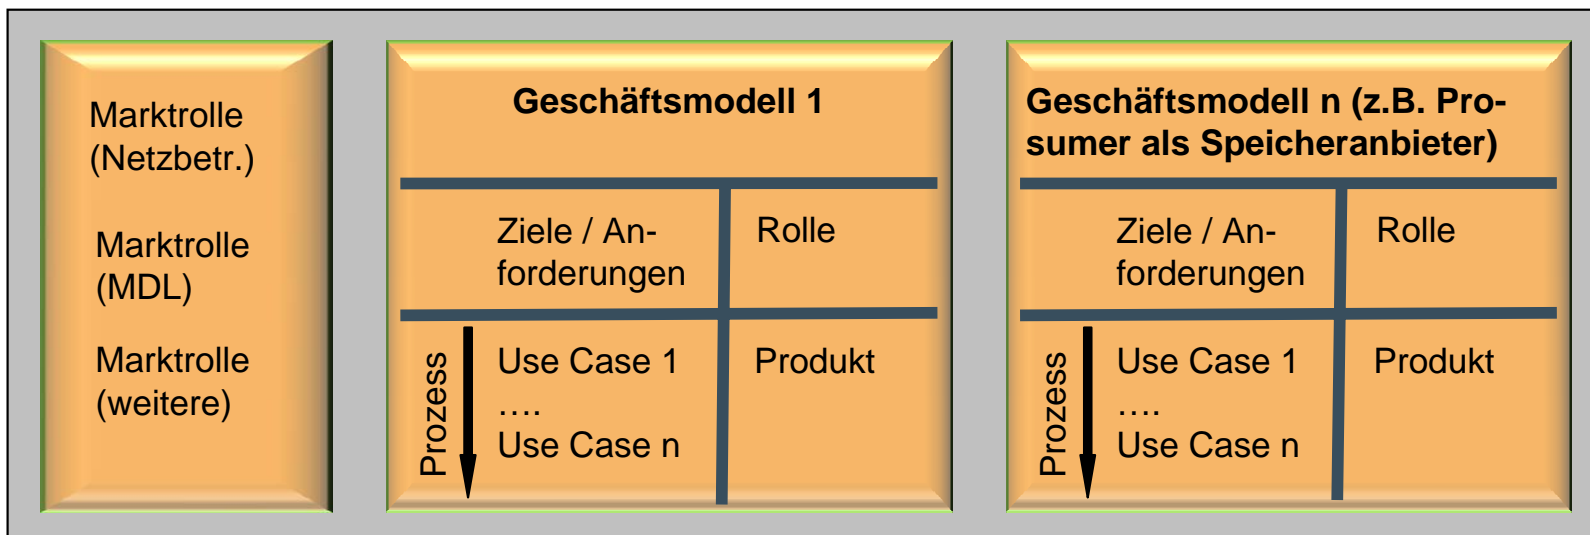 Marktrolle
(Netzbetr.)
Marktrolle
(MDL)
Marktrolle
(weitere)
Geschäftsmodell 1
Ziele / An-
forderungen
Rolle
Prozess
Use Case 1
....
Use Case n
Produkt
Geschäftsmodell n (z.B. Pro-
sumer als Speicheranbieter)
Ziele / An-
forderungen
Rolle
Prozess
Use Case 1
....
Use Case n
Produkt